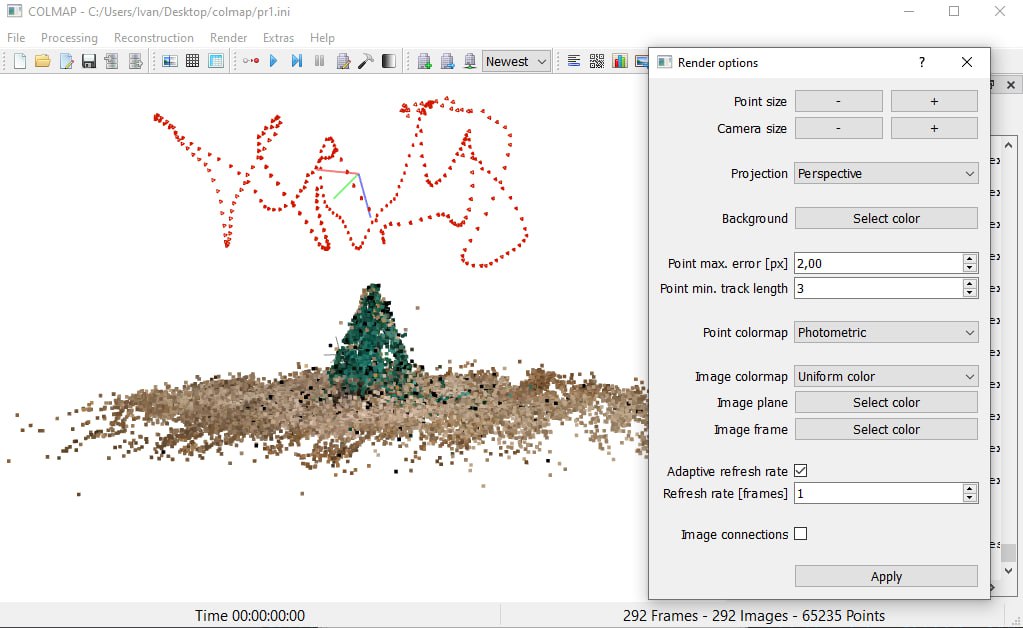 COLMAP - C:/Users/Ivan/Desktop/colmap/pr1.ini
File Processing Reconstruction Render Extras Help
Newest
Render options ?
Point size - +
Camera size - +
Projection Perspective
Background Select color
Point max. error [px] 2,00
Point min. track length 3
Point colormap Photometric
Image colormap Uniform color
Image plane Select color
Image frame Select color
Adaptive refresh rate
Refresh rate [frames] 1
Image connections
Apply
Time 00:00:00:00 292 Frames - 292 Images - 65235 Points